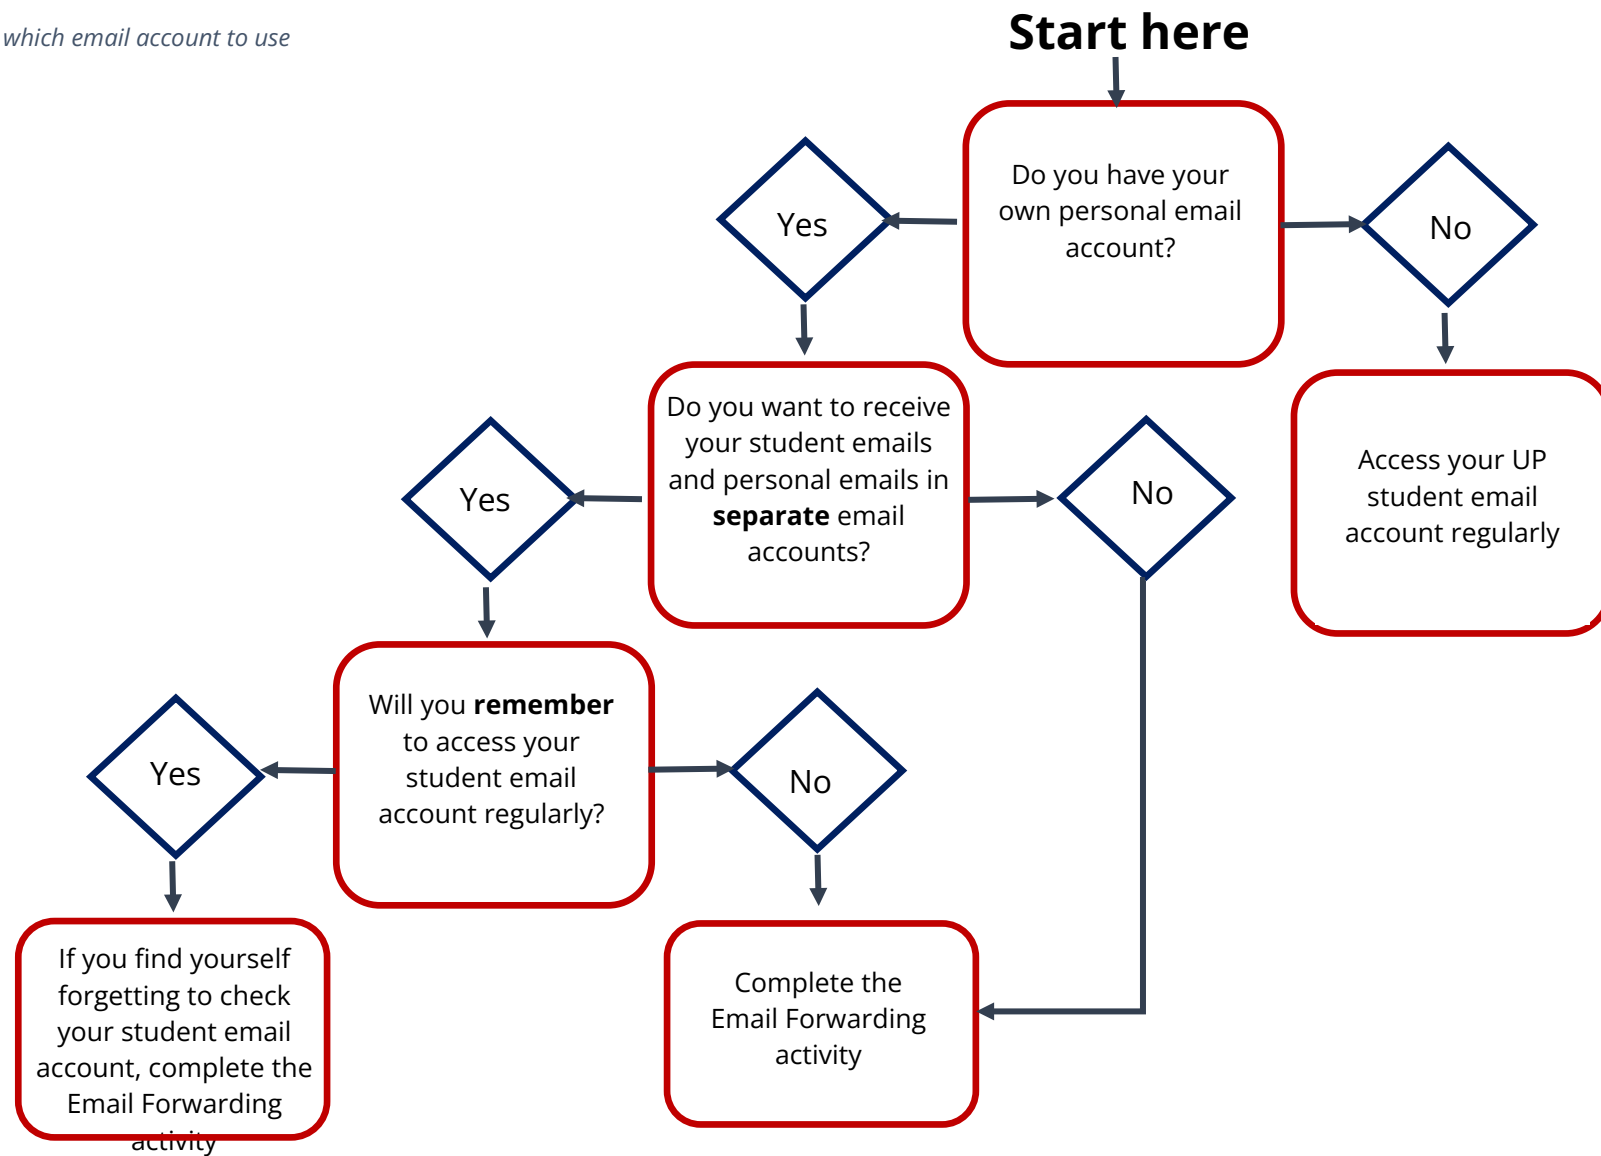 which email account to use
Start here
Do you have your
own personal email
account?
Yes
No
Do you want to receive
your student emails
and personal emails in
separate email
accounts?
Yes
No
Access your UP
student email
account regularly
Will you remember
to access your
student email
account regularly?
Yes
No
If you find yourself
forgetting to check
your student email
account, complete the
Email Forwarding
activity
Complete the
Email Forwarding
activity